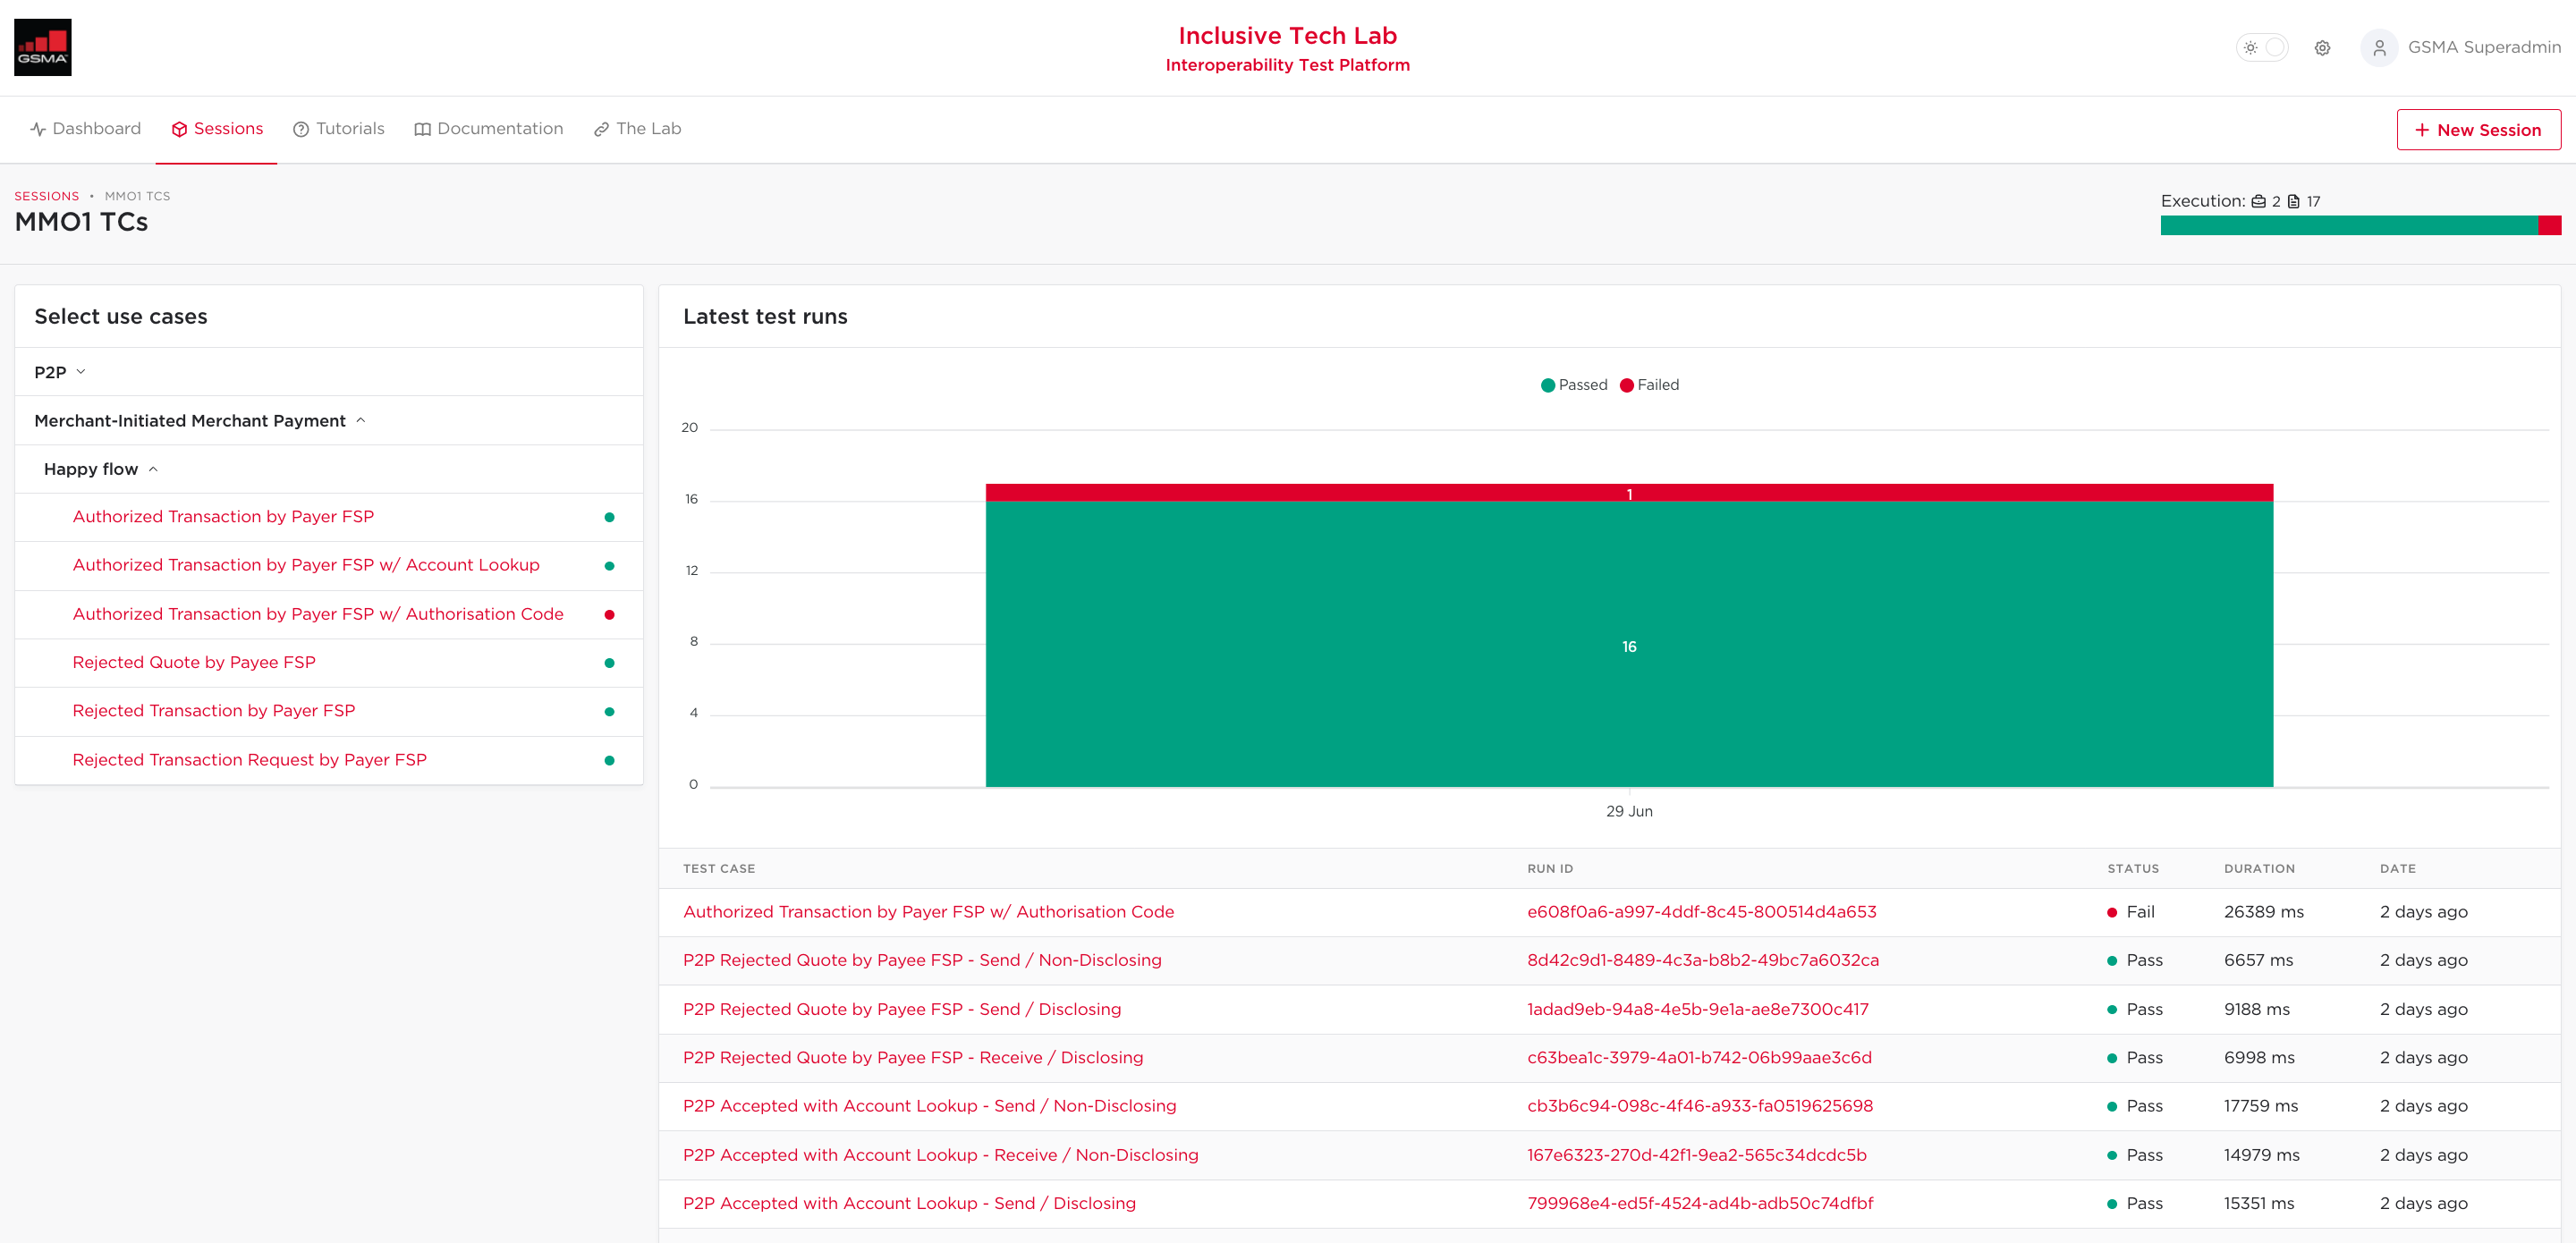 GSMA
Inclusive Tech Lab
Interoperability Test Platform
GSMA Superadmin
Dashboard
Sessions
Tutorials
Documentation
The Lab
+ New Session
SESSIONS • MMO1 TCS
MMO1 TCs
Execution: 2 17
Select use cases
P2P
Merchant-Initiated Merchant Payment
Happy flow
Authorized Transaction by Payer FSP
Authorized Transaction by Payer FSP w/ Account Lookup
Authorized Transaction by Payer FSP w/ Authorisation Code
Rejected Quote by Payee FSP
Rejected Transaction by Payer FSP
Rejected Transaction Request by Payer FSP
Latest test runs
Passed Failed
20
16
12
8
4
0
1
16
29 Jun
TEST CASE RUN ID STATUS DURATION DATE
Authorized Transaction by Payer FSP w/ Authorisation Code e608f0a6-a997-4ddf-8c45-800514d4a653 Fail 26389 ms 2 days ago
P2P Rejected Quote by Payee FSP - Send / Non-Disclosing 8d42c9d1-8489-4c3a-b8b2-49bc7a6032ca Pass 6657 ms 2 days ago
P2P Rejected Quote by Payee FSP - Send / Disclosing 1adad9eb-94a8-4e5b-9e1a-ae8e7300c417 Pass 9188 ms 2 days ago
P2P Rejected Quote by Payee FSP - Receive / Disclosing c63bea1c-3979-4a01-b742-06b99aae3c6d Pass 6998 ms 2 days ago
P2P Accepted with Account Lookup - Send / Non-Disclosing cb3b6c94-098c-4f46-a933-fa0519625698 Pass 17759 ms 2 days ago
P2P Accepted with Account Lookup - Receive / Non-Disclosing 167e6323-270d-42f1-9ea2-565c34dcdc5b Pass 14979 ms 2 days ago
P2P Accepted with Account Lookup - Send / Disclosing 799968e4-ed5f-4524-ad4b-adb50c74dfbf Pass 15351 ms 2 days ago